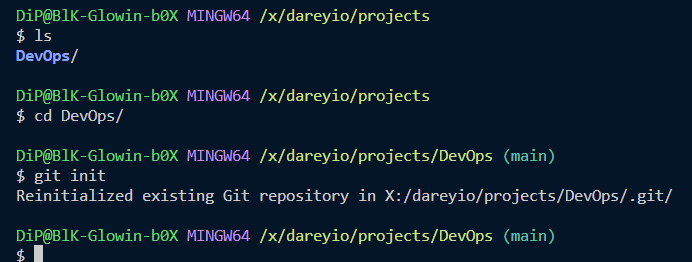 DiP@BlK-Glowin-b0X MINGW64 /x/dareyio/projects
$ ls
DevOps/
DiP@BlK-Glowin-b0X MINGW64 /x/dareyio/projects
$ cd DevOps/
DiP@BlK-Glowin-b0X MINGW64 /x/dareyio/projects/DevOps (main)
$ git init
Reinitialized existing Git repository in X:/dareyio/projects/DevOps/.git/
DiP@BlK-Glowin-b0X MINGW64 /x/dareyio/projects/DevOps (main)
$